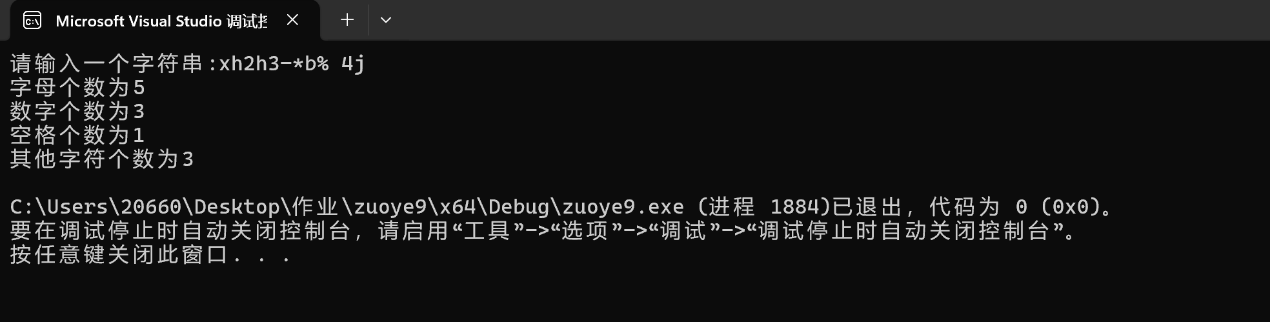 Microsoft Visual Studio 调试
请输入一个字符串:xh2h3-*b% 4j
字母个数为5
数字个数为3
空格个数为1
其他字符个数为3
C:\Users\20660\Desktop\作业\zuoye9\x64\Debug\zuoye9.exe (进程 1884)已退出，代码为 0 (0x0)。
要在调试停止时自动关闭控制台，请启用“工具”->“选项”->“调试”->“调试停止时自动关闭控制台”。
按任意键关闭此窗口. . .